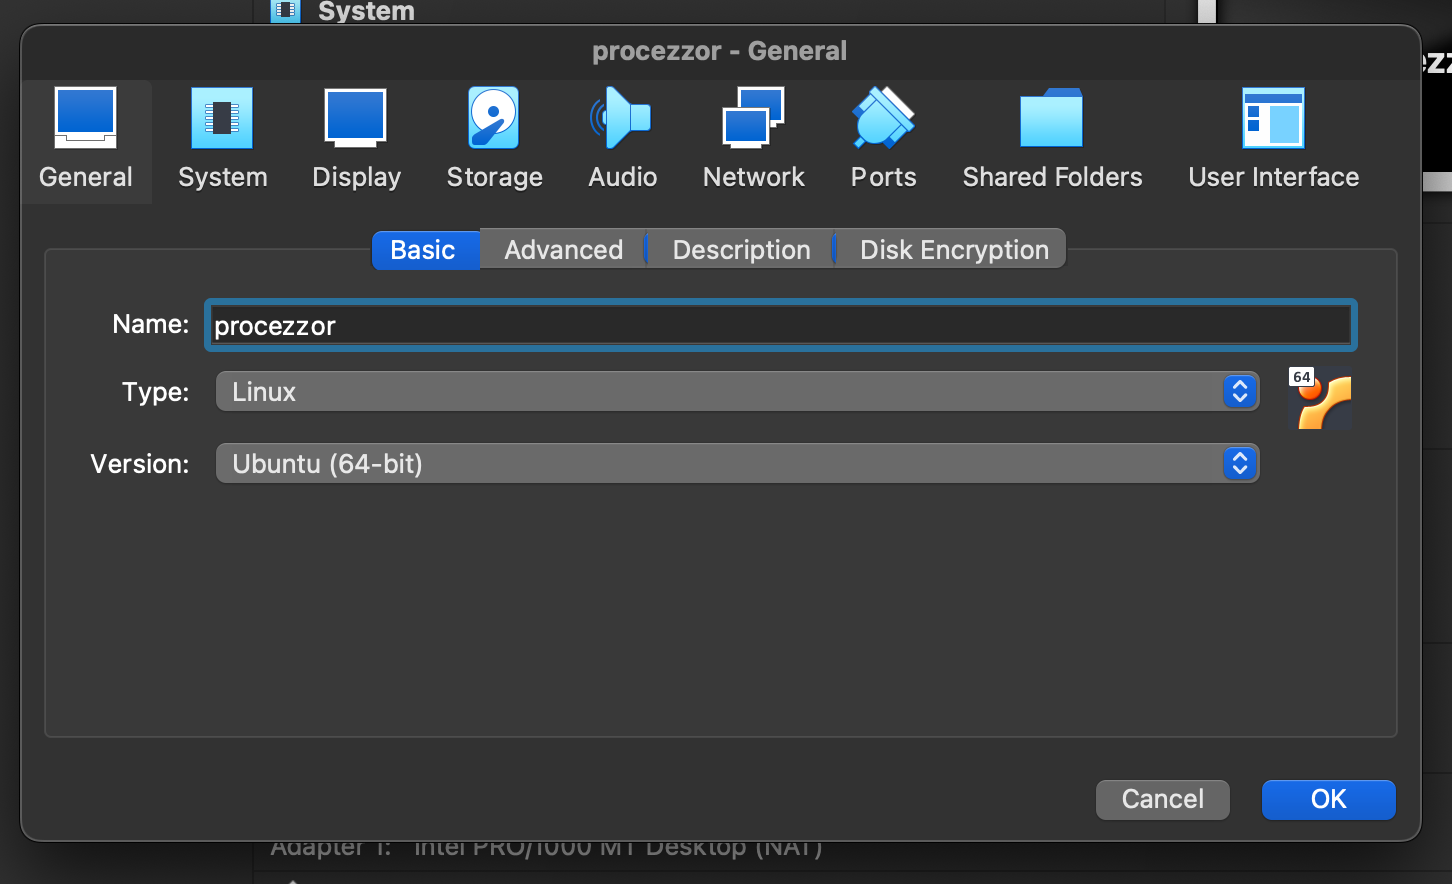 System
procezzor - General
General System Display Storage Audio Network Ports Shared Folders User Interface
Basic Advanced Description Disk Encryption
Name: procezzor
Type: Linux
64
Version: Ubuntu (64-bit)
Cancel OK
Adapter 1: Intel PRO/1000 MT Desktop (NAT)